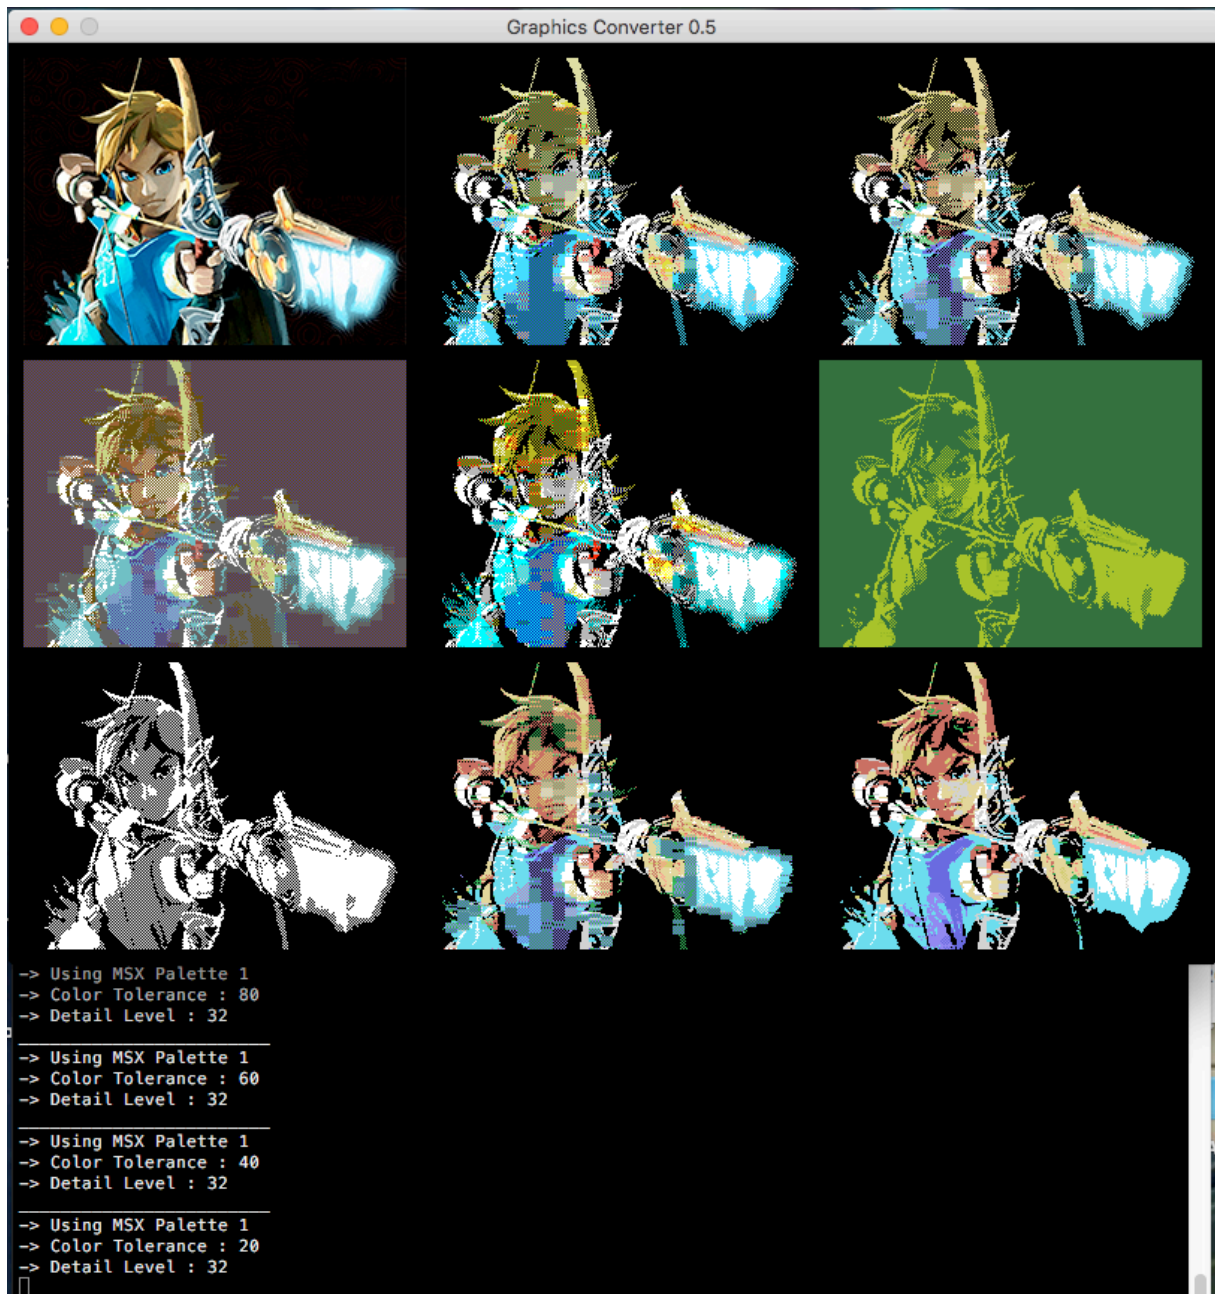 Graphics Converter 0.5
-> Using MSX Palette 1
-> Color Tolerance : 80
-> Detail Level : 32
-> Using MSX Palette 1
-> Color Tolerance : 60
-> Detail Level : 32
-> Using MSX Palette 1
-> Color Tolerance : 40
-> Detail Level : 32
-> Using MSX Palette 1
-> Color Tolerance : 20
-> Detail Level : 32